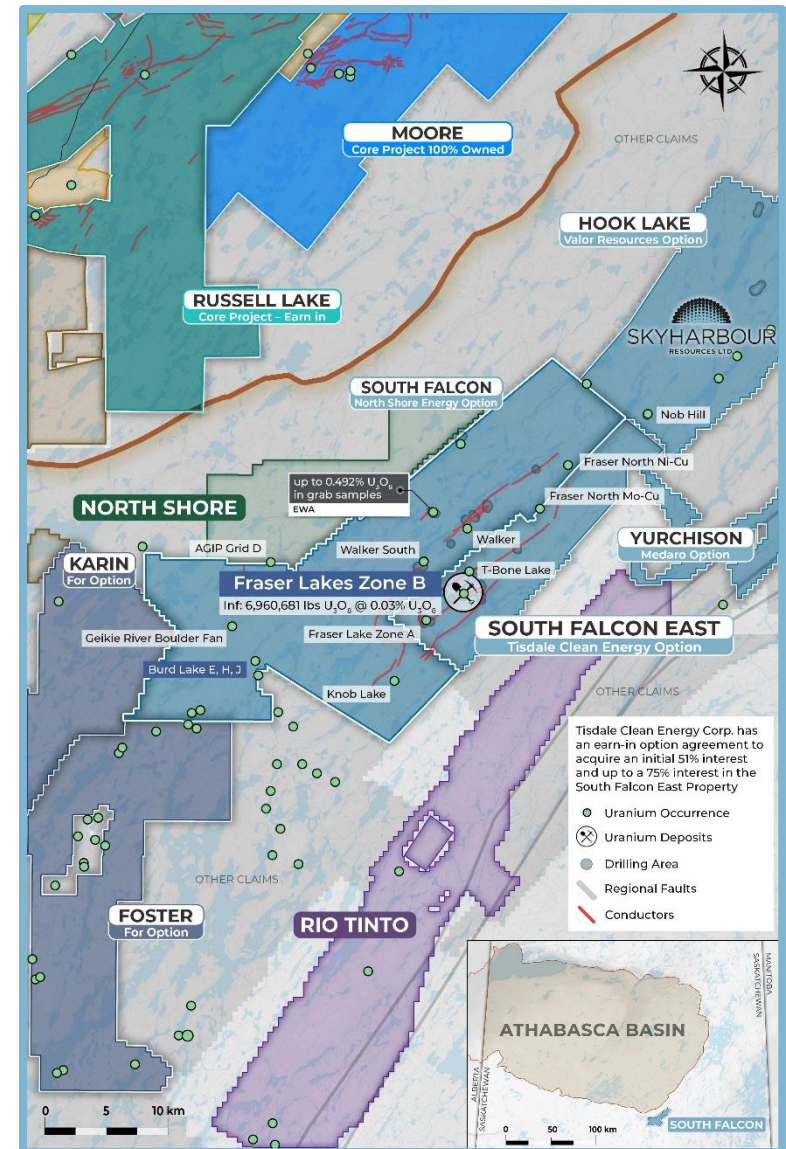 OTHER CLAIMS
MOORE
Core Project 100% Owned
HOOK LAKE
Valor Resources Option
RUSSELL LAKE
Core Project – Earn in
SKYHARBOUR
RESOURCES LTD
SOUTH FALCON
North Shore Energy Option
Nob Hill
Fraser North Ni-Cu
up to 0.492% U₃O₈
in grab samples
EWA
Fraser North Mo-Cu
NORTH SHORE
Walker
YURCHISON
Medaro Option
AGIP Grid D
Walker South
KARIN
For Option
T-Bone Lake
Fraser Lakes Zone B
Inf: 6,960,681 lbs U₃O₈ @ 0.03% U₃O₈
Geikie River Boulder Fan
Fraser Lake Zone A
SOUTH FALCON EAST
Tisdale Clean Energy Option
Burd Lake E, H, J
Knob Lake
OTHER CLAIMS
Tisdale Clean Energy Corp. has
an earn-in option agreement to
acquire an initial 51% interest
and up to a 75% interest in the
South Falcon East Property
Uranium Occurrence
Uranium Deposits
Drilling Area
Regional Faults
Conductors
OTHER CLAIMS
FOSTER
For Option
RIO TINTO
ATHABASCA BASIN
SASKATCHEWAN
MANITOBA
ALBERTA
SASKATCHEWAN
SOUTH FALCON
0 5 10 km
0 50 100 km